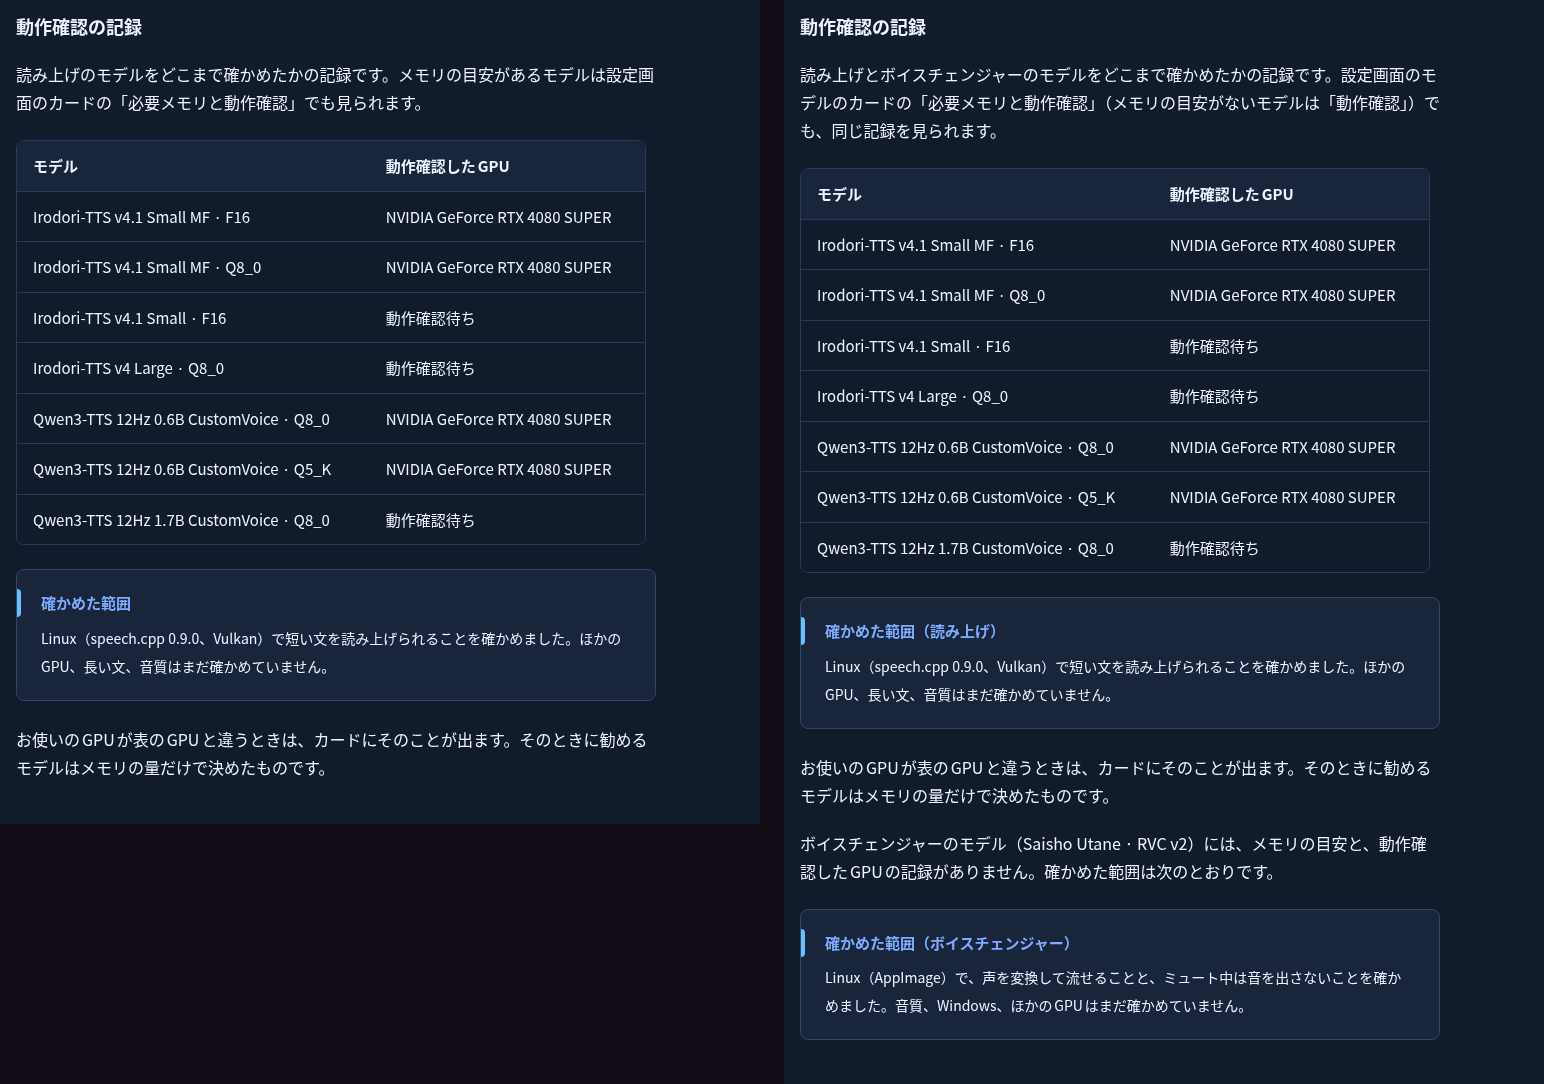 動作確認の記録
読み上げのモデルをどこまで確かめたかの記録です。メモリの目安があるモデルは設定画
面のカードの「必要メモリと動作確認」でも見られます。
モデル 動作確認した GPU
Irodori-TTS v4.1 Small MF · F16 NVIDIA GeForce RTX 4080 SUPER
Irodori-TTS v4.1 Small MF · Q8_0 NVIDIA GeForce RTX 4080 SUPER
Irodori-TTS v4.1 Small · F16 動作確認待ち
Irodori-TTS v4 Large · Q8_0 動作確認待ち
Qwen3-TTS 12Hz 0.6B CustomVoice · Q8_0 NVIDIA GeForce RTX 4080 SUPER
Qwen3-TTS 12Hz 0.6B CustomVoice · Q5_K NVIDIA GeForce RTX 4080 SUPER
Qwen3-TTS 12Hz 1.7B CustomVoice · Q8_0 動作確認待ち
確かめた範囲
Linux（speech.cpp 0.9.0、Vulkan）で短い文を読み上げられることを確かめました。ほかの
GPU、長い文、音質はまだ確かめていません。
お使いの GPU が表の GPU と違うときは、カードにそのことが出ます。そのときに勧める
モデルはメモリの量だけで決めたものです。
動作確認の記録
読み上げとボイスチェンジャーのモデルをどこまで確かめたかの記録です。設定画面のモ
デルのカードの「必要メモリと動作確認」（メモリの目安がないモデルは「動作確認」）で
も、同じ記録を見られます。
モデル 動作確認した GPU
Irodori-TTS v4.1 Small MF · F16 NVIDIA GeForce RTX 4080 SUPER
Irodori-TTS v4.1 Small MF · Q8_0 NVIDIA GeForce RTX 4080 SUPER
Irodori-TTS v4.1 Small · F16 動作確認待ち
Irodori-TTS v4 Large · Q8_0 動作確認待ち
Qwen3-TTS 12Hz 0.6B CustomVoice · Q8_0 NVIDIA GeForce RTX 4080 SUPER
Qwen3-TTS 12Hz 0.6B CustomVoice · Q5_K NVIDIA GeForce RTX 4080 SUPER
Qwen3-TTS 12Hz 1.7B CustomVoice · Q8_0 動作確認待ち
確かめた範囲（読み上げ）
Linux（speech.cpp 0.9.0、Vulkan）で短い文を読み上げられることを確かめました。ほかの
GPU、長い文、音質はまだ確かめていません。
お使いの GPU が表の GPU と違うときは、カードにそのことが出ます。そのときに勧める
モデルはメモリの量だけで決めたものです。
ボイスチェンジャーのモデル（Saisho Utane · RVC v2）には、メモリの目安と、動作確
認した GPU の記録がありません。確かめた範囲は次のとおりです。
確かめた範囲（ボイスチェンジャー）
Linux（AppImage）で、声を変換して流せることと、ミュート中は音を出さないことを確か
めました。音質、Windows、ほかの GPU はまだ確かめていません。